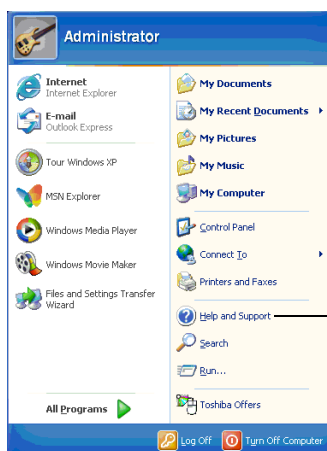 Administrator
Internet
Internet Explorer
E-mail
Outlook Express
Tour Windows XP
MSN Explorer
Windows Media Player
Windows Movie Maker
Files and Settings Transfer
Wizard
All Programs
My Documents
My Recent Documents
My Pictures
My Music
My Computer
Control Panel
Connect To
Printers and Faxes
Help and Support
Search
Run...
Toshiba Offers
Log Off
Turn Off Computer